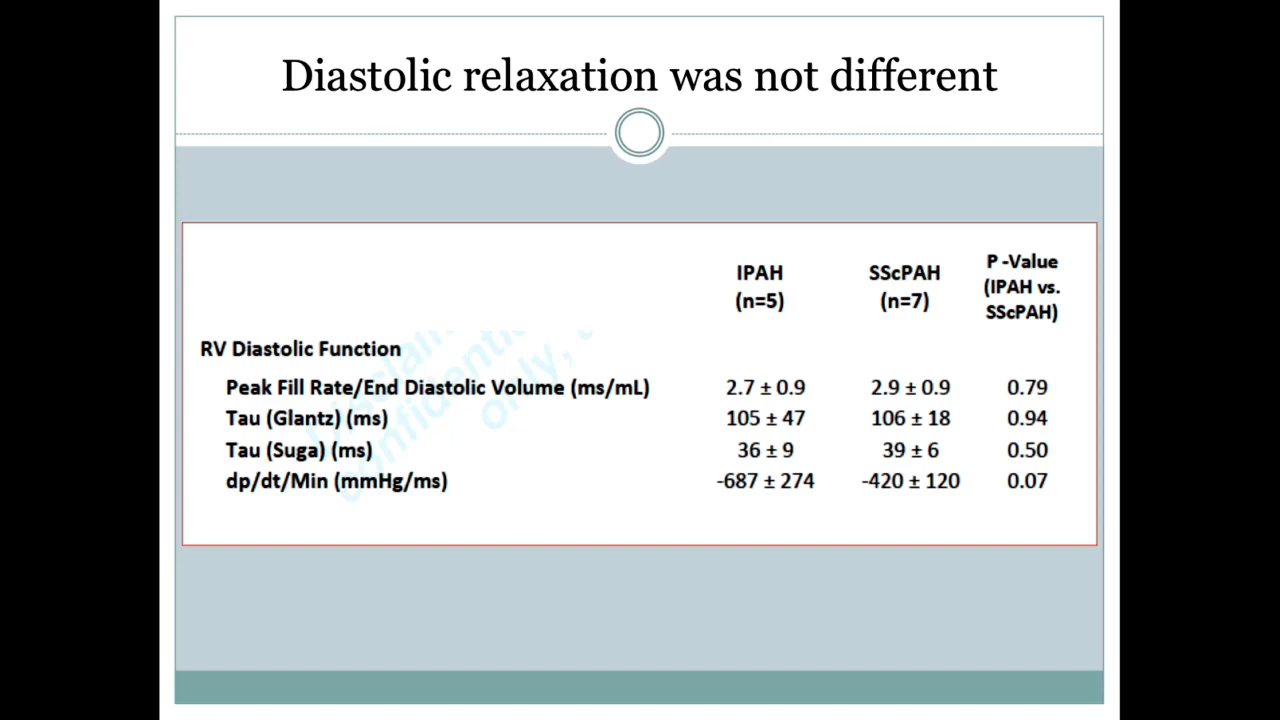 Diastolic relaxation was not different
IPAH (n=5) SScPAH (n=7) P -Value (IPAH vs. SScPAH)
RV Diastolic Function
Peak Fill Rate/End Diastolic Volume (ms/mL) 2.7 ± 0.9 2.9 ± 0.9 0.79
Tau (Glantz) (ms) 105 ± 47 106 ± 18 0.94
Tau (Suga) (ms) 36 ± 9 39 ± 6 0.50
dp/dt/Min (mmHg/ms) -687 ± 274 -420 ± 120 0.07
only,